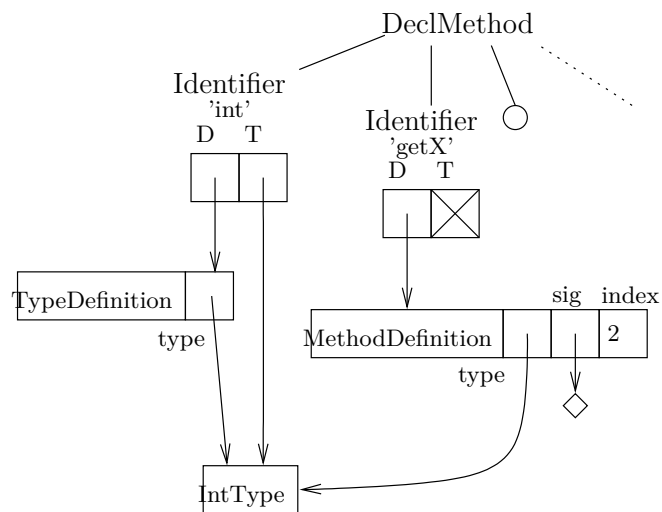 DeclMethod
Identifier
'int'
D T
Identifier
'getX'
D T
TypeDefinition
type
sig index
MethodDefinition 2
type
IntType